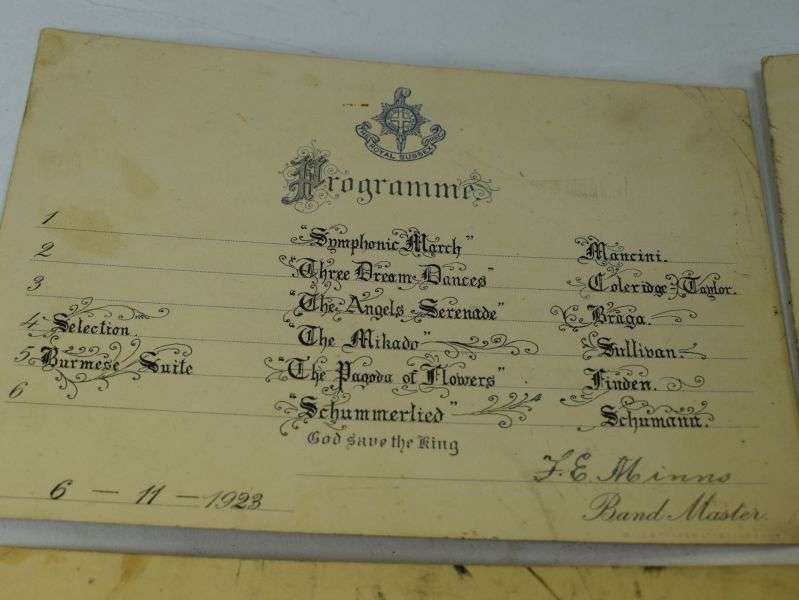 THE ROYAL SUSSEX REGT
Programme
1 "Symphonic March" Mancini.
2 "Three Dream Dances" Coleridge-Taylor.
3 "The Angels Serenade" Braga.
4 Selection. "The Mikado" Sullivan.
5 Burmese Suite "The Pagoda of Flowers". Finden.
6 "Schummerlied" Schumann.
God save the King
F. E. Minns
6 - 11 - 1923 Band Master.